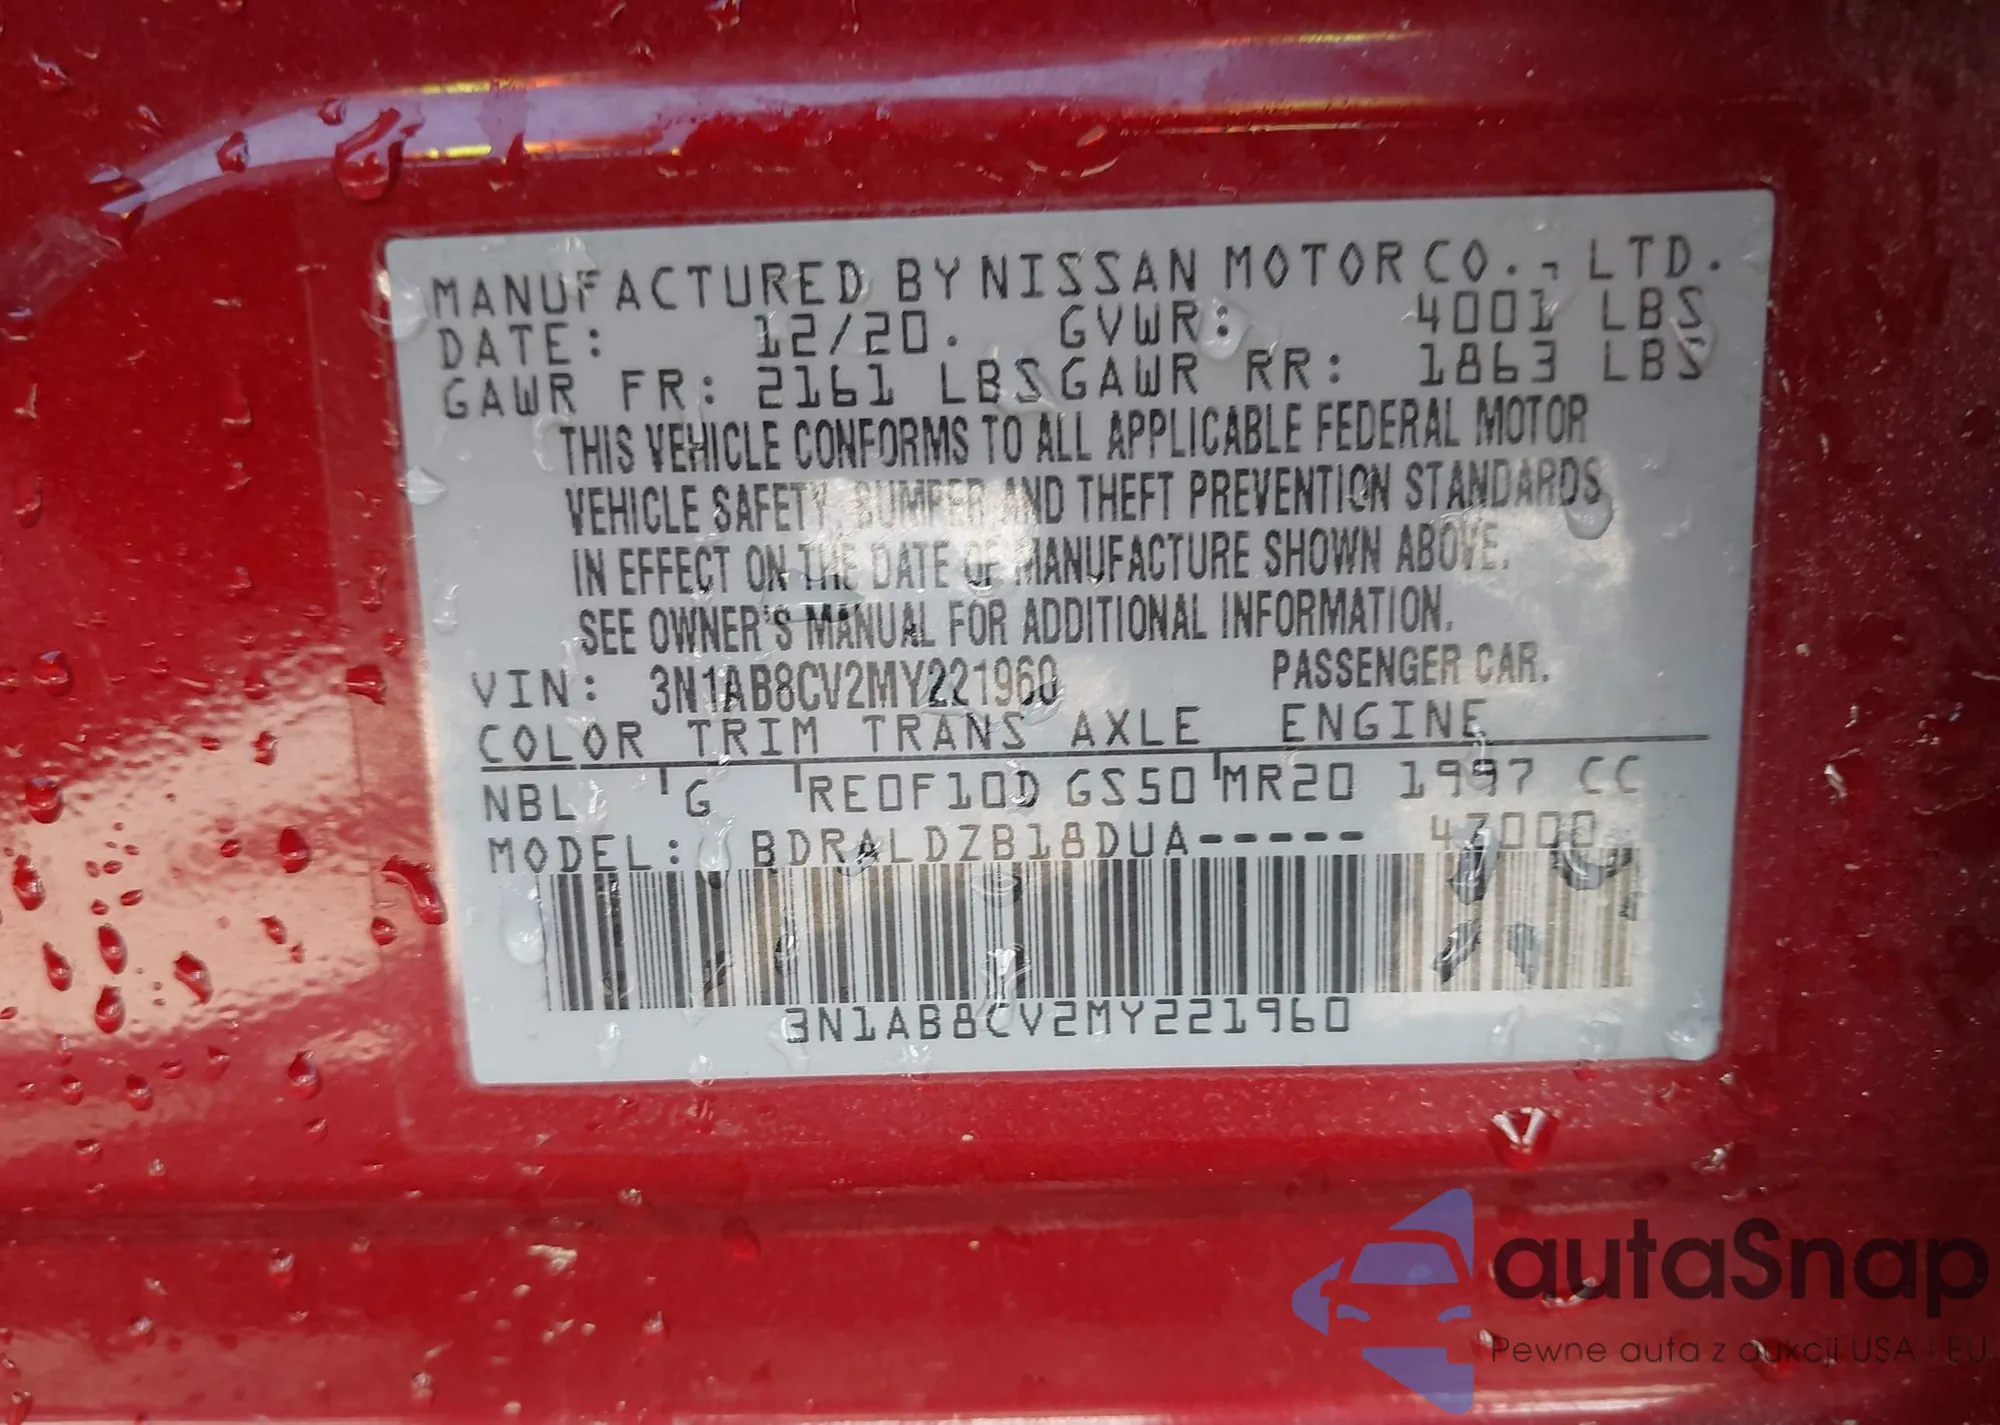 MANUFACTURED BY NISSAN MOTOR CO., LTD.
DATE: 12/20. GVWR: 4001 LBS
GAWR FR: 2161 LBS GAWR RR: 1863 LBS
THIS VEHICLE CONFORMS TO ALL APPLICABLE FEDERAL MOTOR
VEHICLE SAFETY, BUMPER AND THEFT PREVENTION STANDARDS
IN EFFECT ON THE DATE OF MANUFACTURE SHOWN ABOVE.
SEE OWNER'S MANUAL FOR ADDITIONAL INFORMATION.
VIN: 3N1AB8CV2MY221960 PASSENGER CAR.
COLOR TRIM TRANS AXLE ENGINE
NBL G RE0F10D GS50 MR20 1997 CC
MODEL: BDRALDZB18DUA----- 47000
3N1AB8CV2MY221960
autaSnap
Pewne auta z aukcji USA i EU